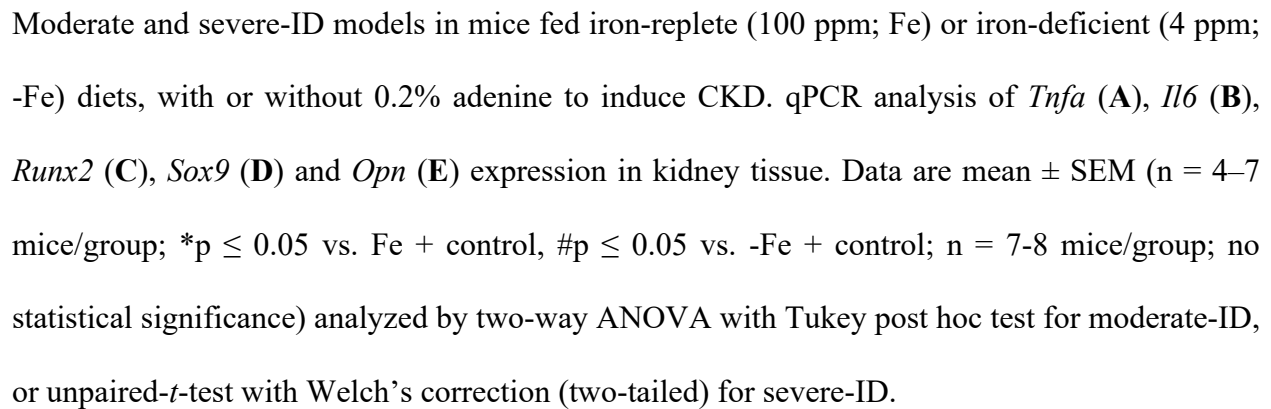 Moderate and severe-ID models in mice fed iron-replete (100 ppm; Fe) or iron-deficient (4 ppm;
-Fe) diets, with or without 0.2% adenine to induce CKD. qPCR analysis of Tnfa (A), Il6 (B),
Runx2 (C), Sox9 (D) and Opn (E) expression in kidney tissue. Data are mean ± SEM (n = 4–7
mice/group; *p ≤ 0.05 vs. Fe + control, #p ≤ 0.05 vs. -Fe + control; n = 7-8 mice/group; no
statistical significance) analyzed by two-way ANOVA with Tukey post hoc test for moderate-ID,
or unpaired-t-test with Welch’s correction (two-tailed) for severe-ID.